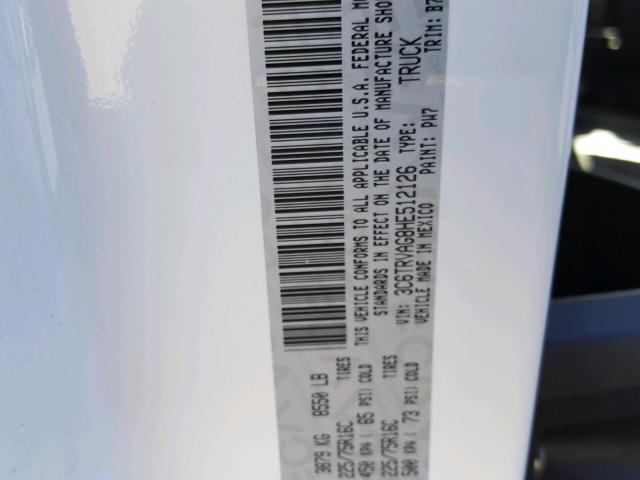 3879 KG 8550 LB
225/75R16C TIRES
450 KPA ( 65 PSI) COLD
225/75R16C TIRES
500 KPA ( 73 PSI) COLD
THIS VEHICLE CONFORMS TO ALL APPLICABLE U.S.A. FEDERAL
STANDARDS IN EFFECT ON THE DATE OF MANUFACTURE
VIN: 3C6TRVAG8HE512126 TYPE: TRUCK
VEHICLE MADE IN MEXICO PAINT: PW7 TRIM: